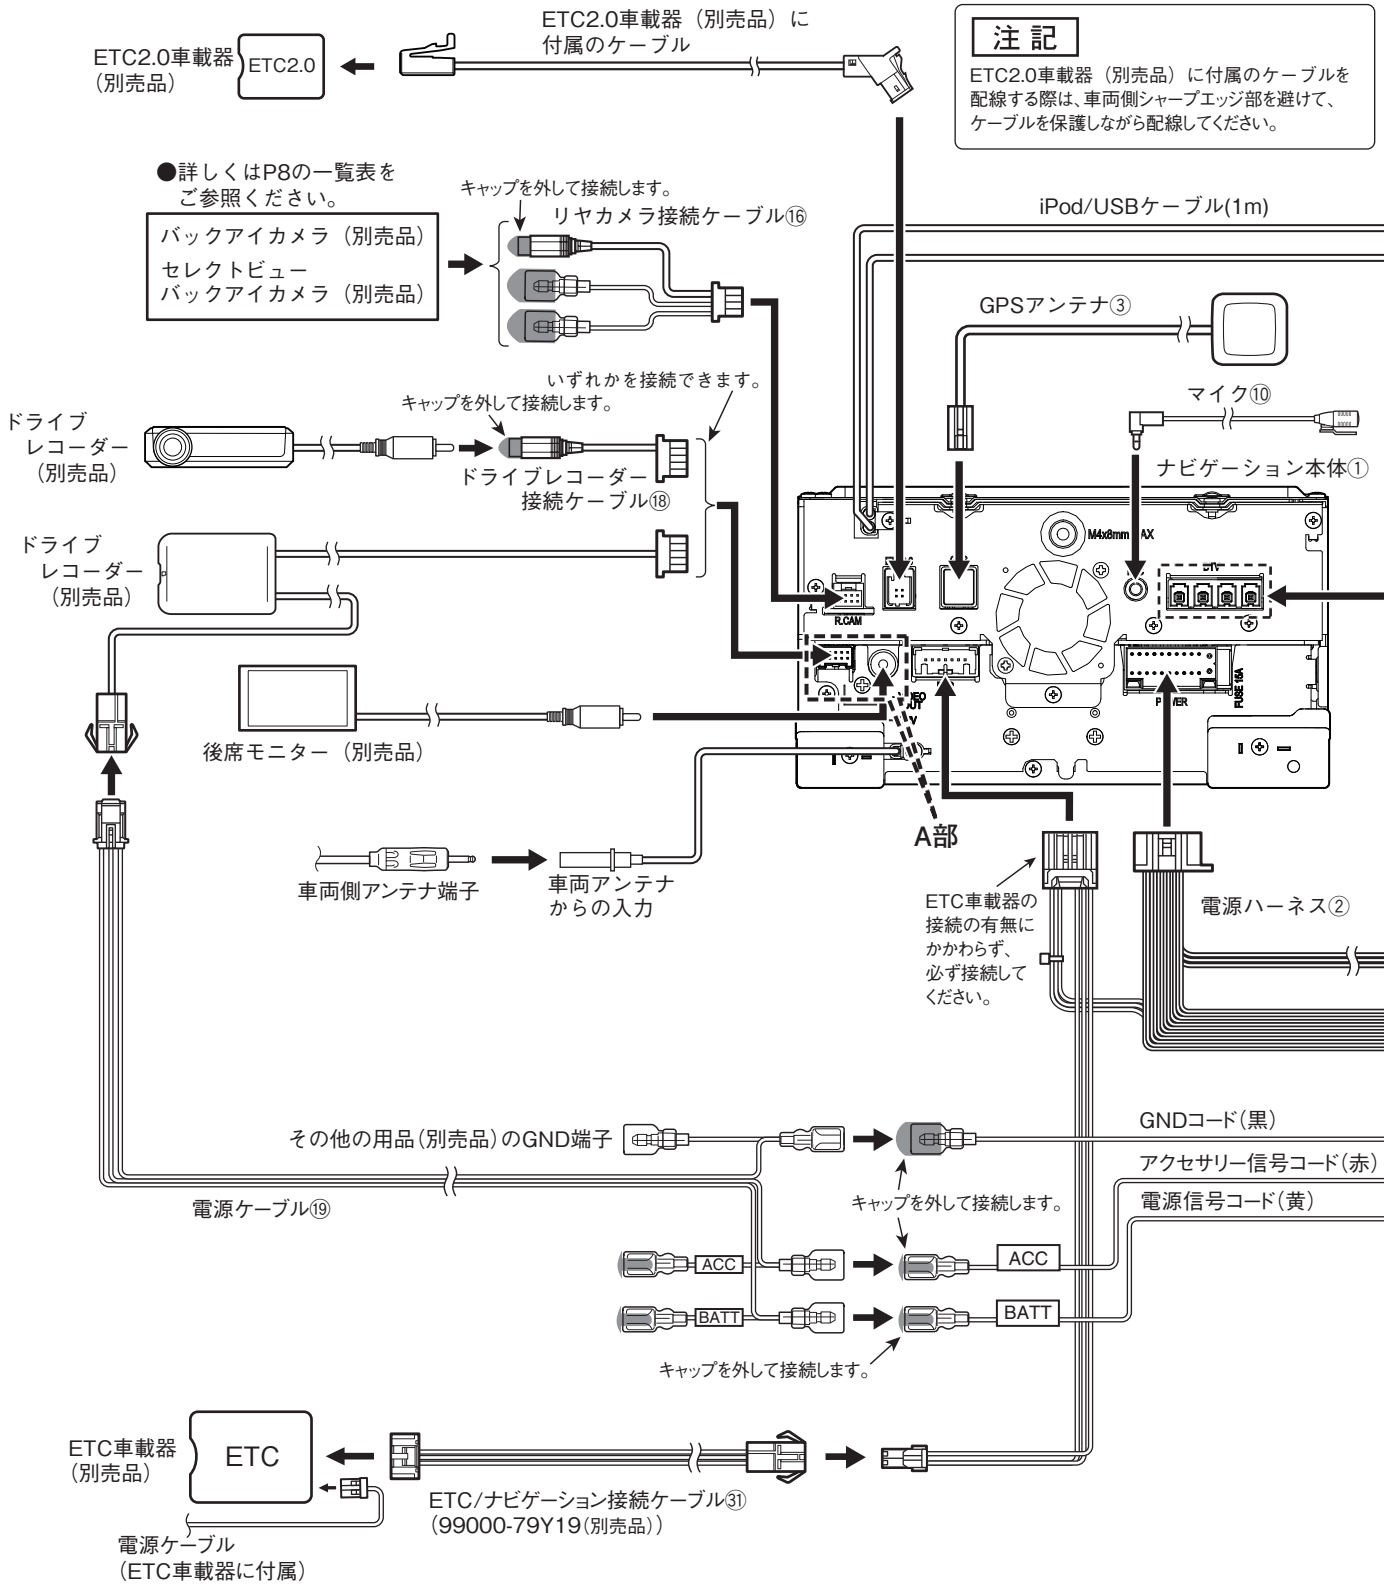 ETC2.0車載器（別売品）に
付属のケーブル
ETC2.0車載器
（別売品）
ETC2.0
注記
ETC2.0車載器（別売品）に付属のケーブルを
配線する際は、車両側シャープエッジ部を避けて、
ケーブルを保護しながら配線してください。
●詳しくはP8の一覧表を
ご参照ください。
バックアイカメラ（別売品）
セレクトビュー
バックアイカメラ（別売品）
キャップを外して接続します。
リヤカメラ接続ケーブル⑯
iPod/USBケーブル(1m)
GPSアンテナ③
マイク⑩
ナビゲーション本体①
いずれかを接続できます。
キャップを外して接続します。
ドライブ
レコーダー
（別売品）
ドライブレコーダー
接続ケーブル⑱
ドライブ
レコーダー
（別売品）
R.CAM
POWER
FUSE 15A
後席モニター（別売品）
A部
車両側アンテナ端子
車両アンテナ
からの入力
ETC車載器の
接続の有無に
かかわらず、
必ず接続して
ください。
電源ハーネス②
その他の用品（別売品）のGND端子
GNDコード（黒）
アクセサリー信号コード（赤）
電源信号コード（黄）
電源ケーブル⑲
キャップを外して接続します。
ACC
ACC
BATT
BATT
キャップを外して接続します。
ETC車載器
（別売品）
ETC
ETC/ナビゲーション接続ケーブル㉛
（99000-79Y19（別売品））
電源ケーブル
（ETC車載器に付属）